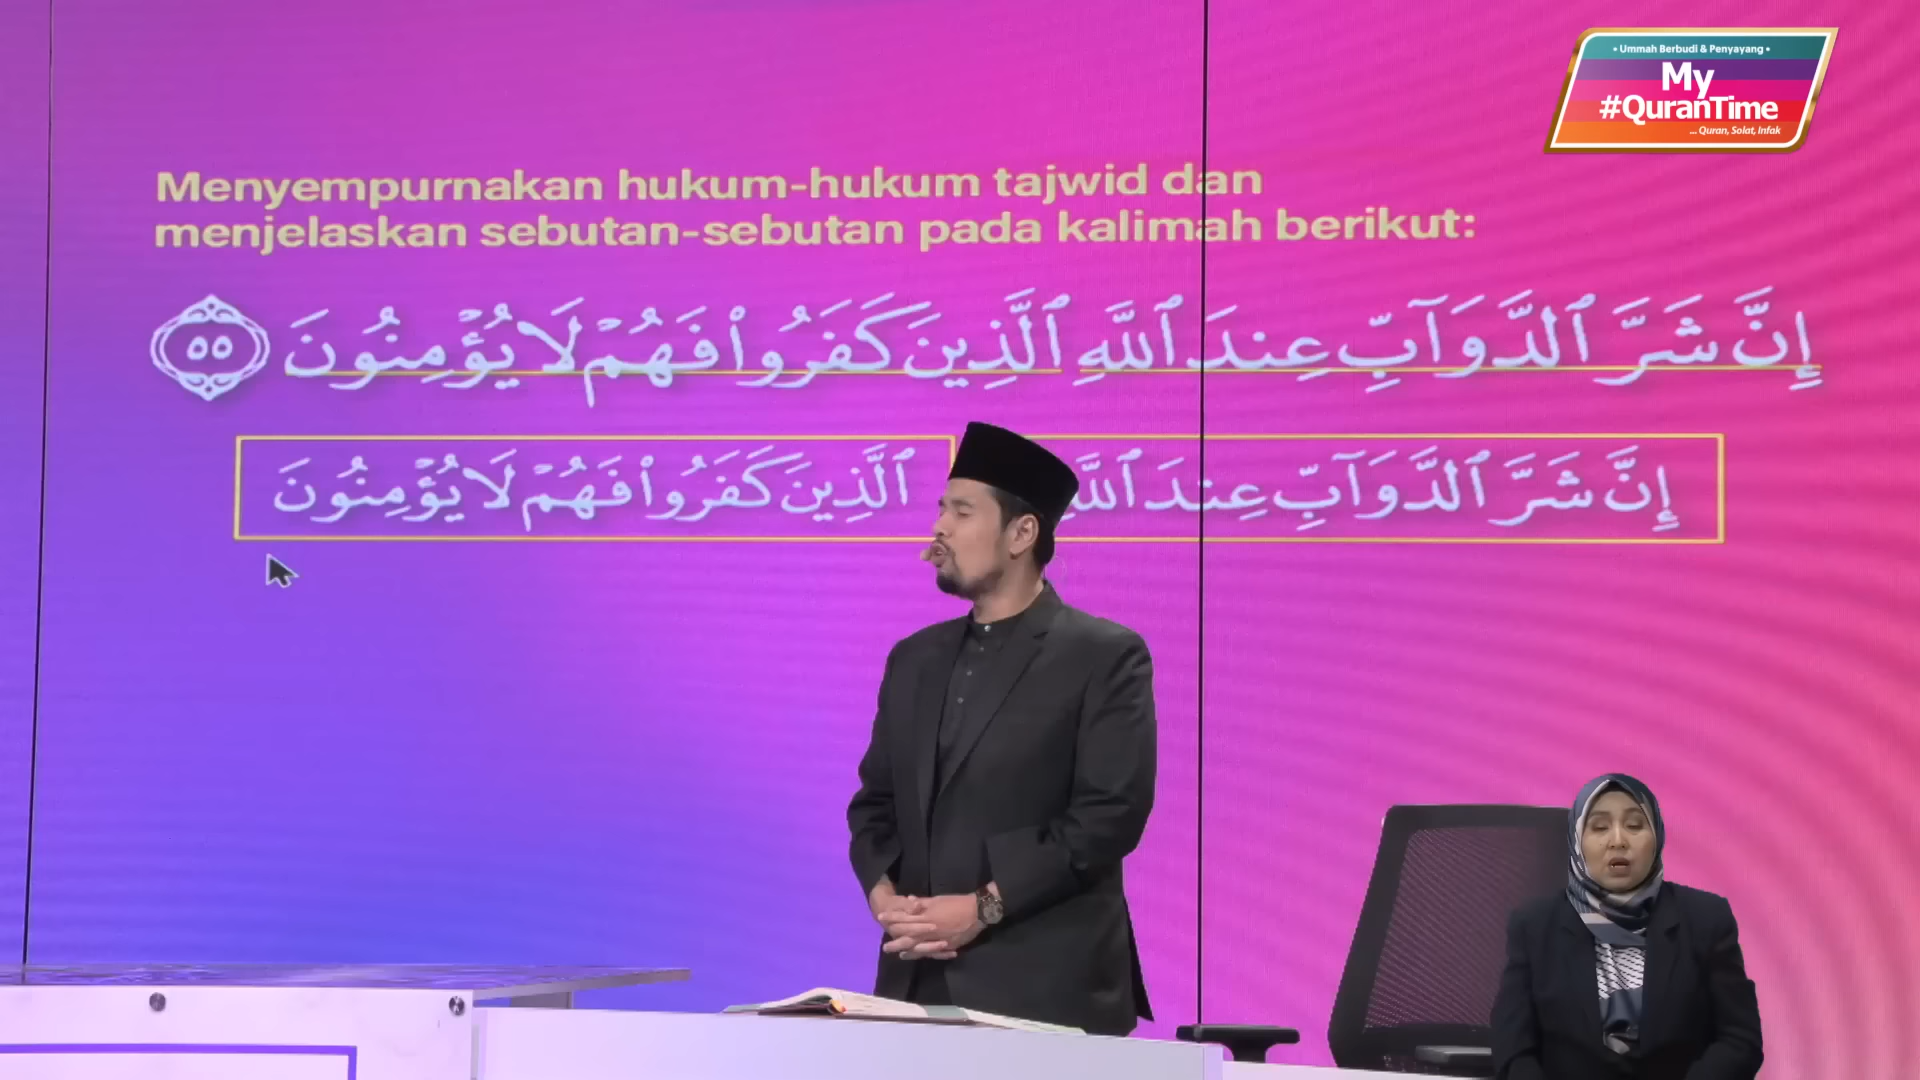 • Ummah Berbudi & Penyayang •
My
#QuranTime
... Quran, Solat, Infak
Menyempurnakan hukum-hukum tajwid dan
menjelaskan sebutan-sebutan pada kalimah berikut:
إِنَّ شَرَّ ٱلدَّوَآبِّ عِندَ ٱللَّهِ ٱلَّذِينَ كَفَرُوا۟ فَهُمْ لَا يُؤْمِنُونَ ٥٥
إِنَّ شَرَّ ٱلدَّوَآبِّ عِندَ ٱللَّهِ
ٱلَّذِينَ كَفَرُوا۟ فَهُمْ لَا يُؤْمِنُونَ